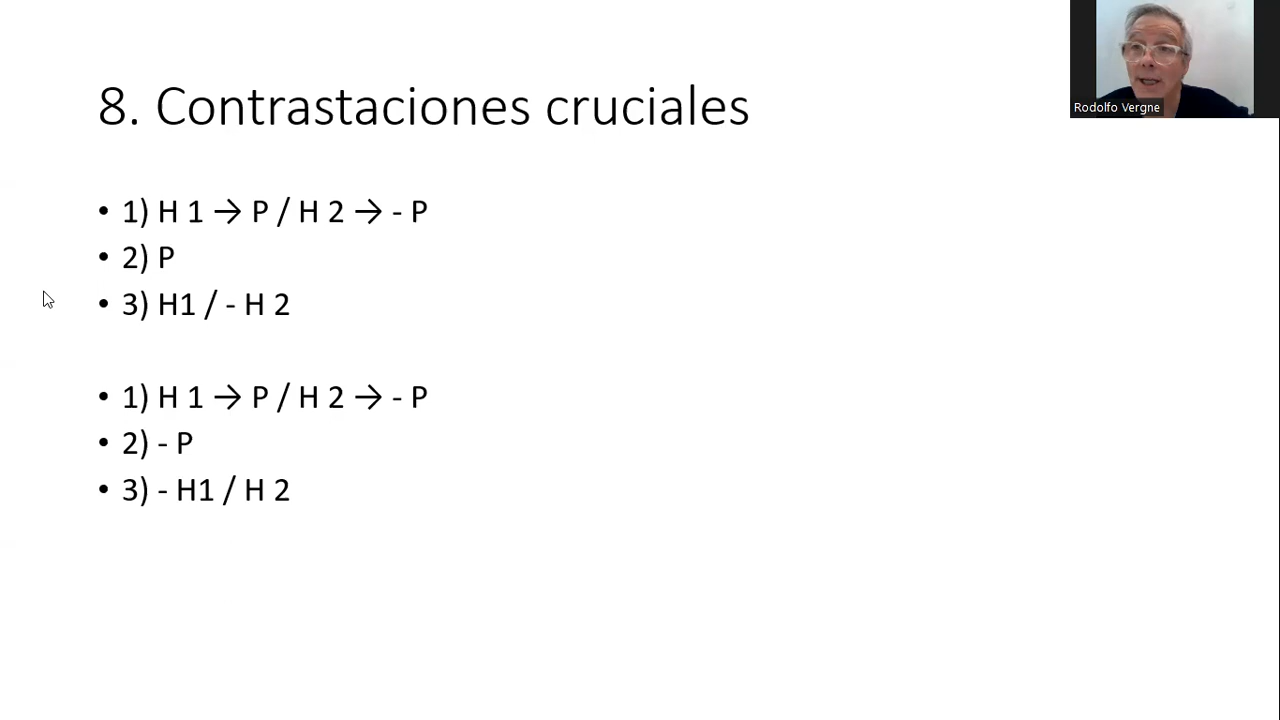 8. Contrastaciones cruciales
Rodolfo Vergne
• 1) H 1 → P / H 2 → - P
• 2) P
• 3) H1 / - H 2
• 1) H 1 → P / H 2 → - P
• 2) - P
• 3) - H1 / H 2